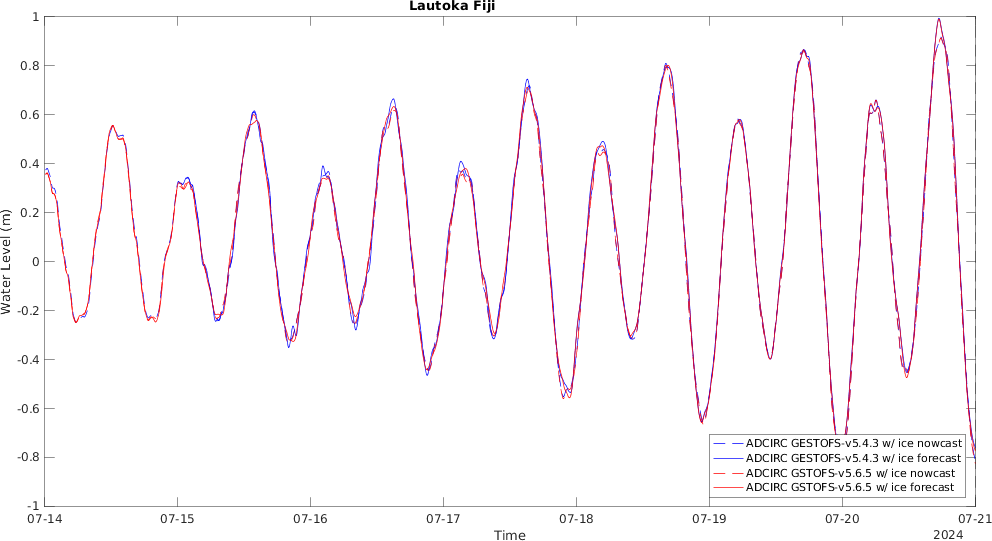 Lautoka Fiji
Water Level (m)
1
0.8
0.6
0.4
0.2
0
-0.2
-0.4
-0.6
-0.8
-1
ADCIRC GESTOFS-v5.4.3 w/ ice nowcast
ADCIRC GESTOFS-v5.4.3 w/ ice forecast
ADCIRC GSTOFS-v5.6.5 w/ ice nowcast
ADCIRC GSTOFS-v5.6.5 w/ ice forecast
07-14 07-15 07-16 07-17 07-18 07-19 07-20 07-21
Time
2024